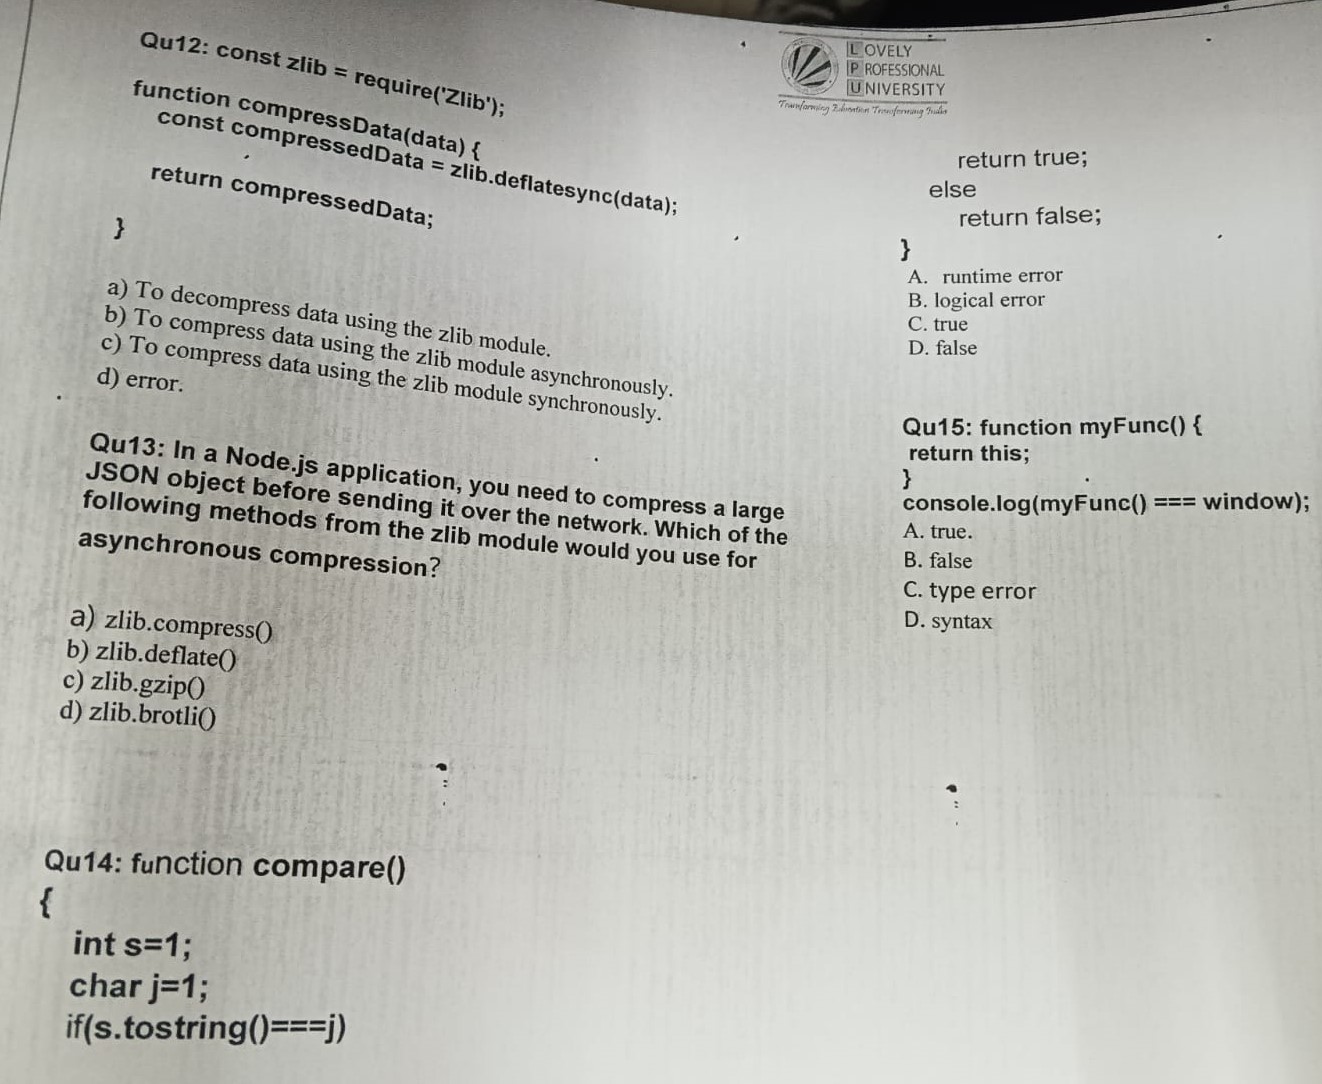 Qu12: const zlib = require('Zlib');
function compressData(data) {
const compressedData = zlib.deflatesync(data);
return compressedData;
}
a) To decompress data using the zlib module.
b) To compress data using the zlib module asynchronously.
c) To compress data using the zlib module synchronously.
d) error.
Qu13: In a Node.js application, you need to compress a large
JSON object before sending it over the network. Which of the
following methods from the zlib module would you use for
asynchronous compression?
a) zlib.compress()
b) zlib.deflate()
c) zlib.gzip()
d) zlib.brotli()
Qu14: function compare()
{
int s=1;
char j=1;
if(s.tostring()===j)
LOVELY
PROFESSIONAL
UNIVERSITY
Transforming Education Transforming India
return true;
else
return false;
}
A. runtime error
B. logical error
C. true
D. false
Qu15: function myFunc() {
return this;
}
console.log(myFunc() === window);
A. true.
B. false
C. type error
D. syntax